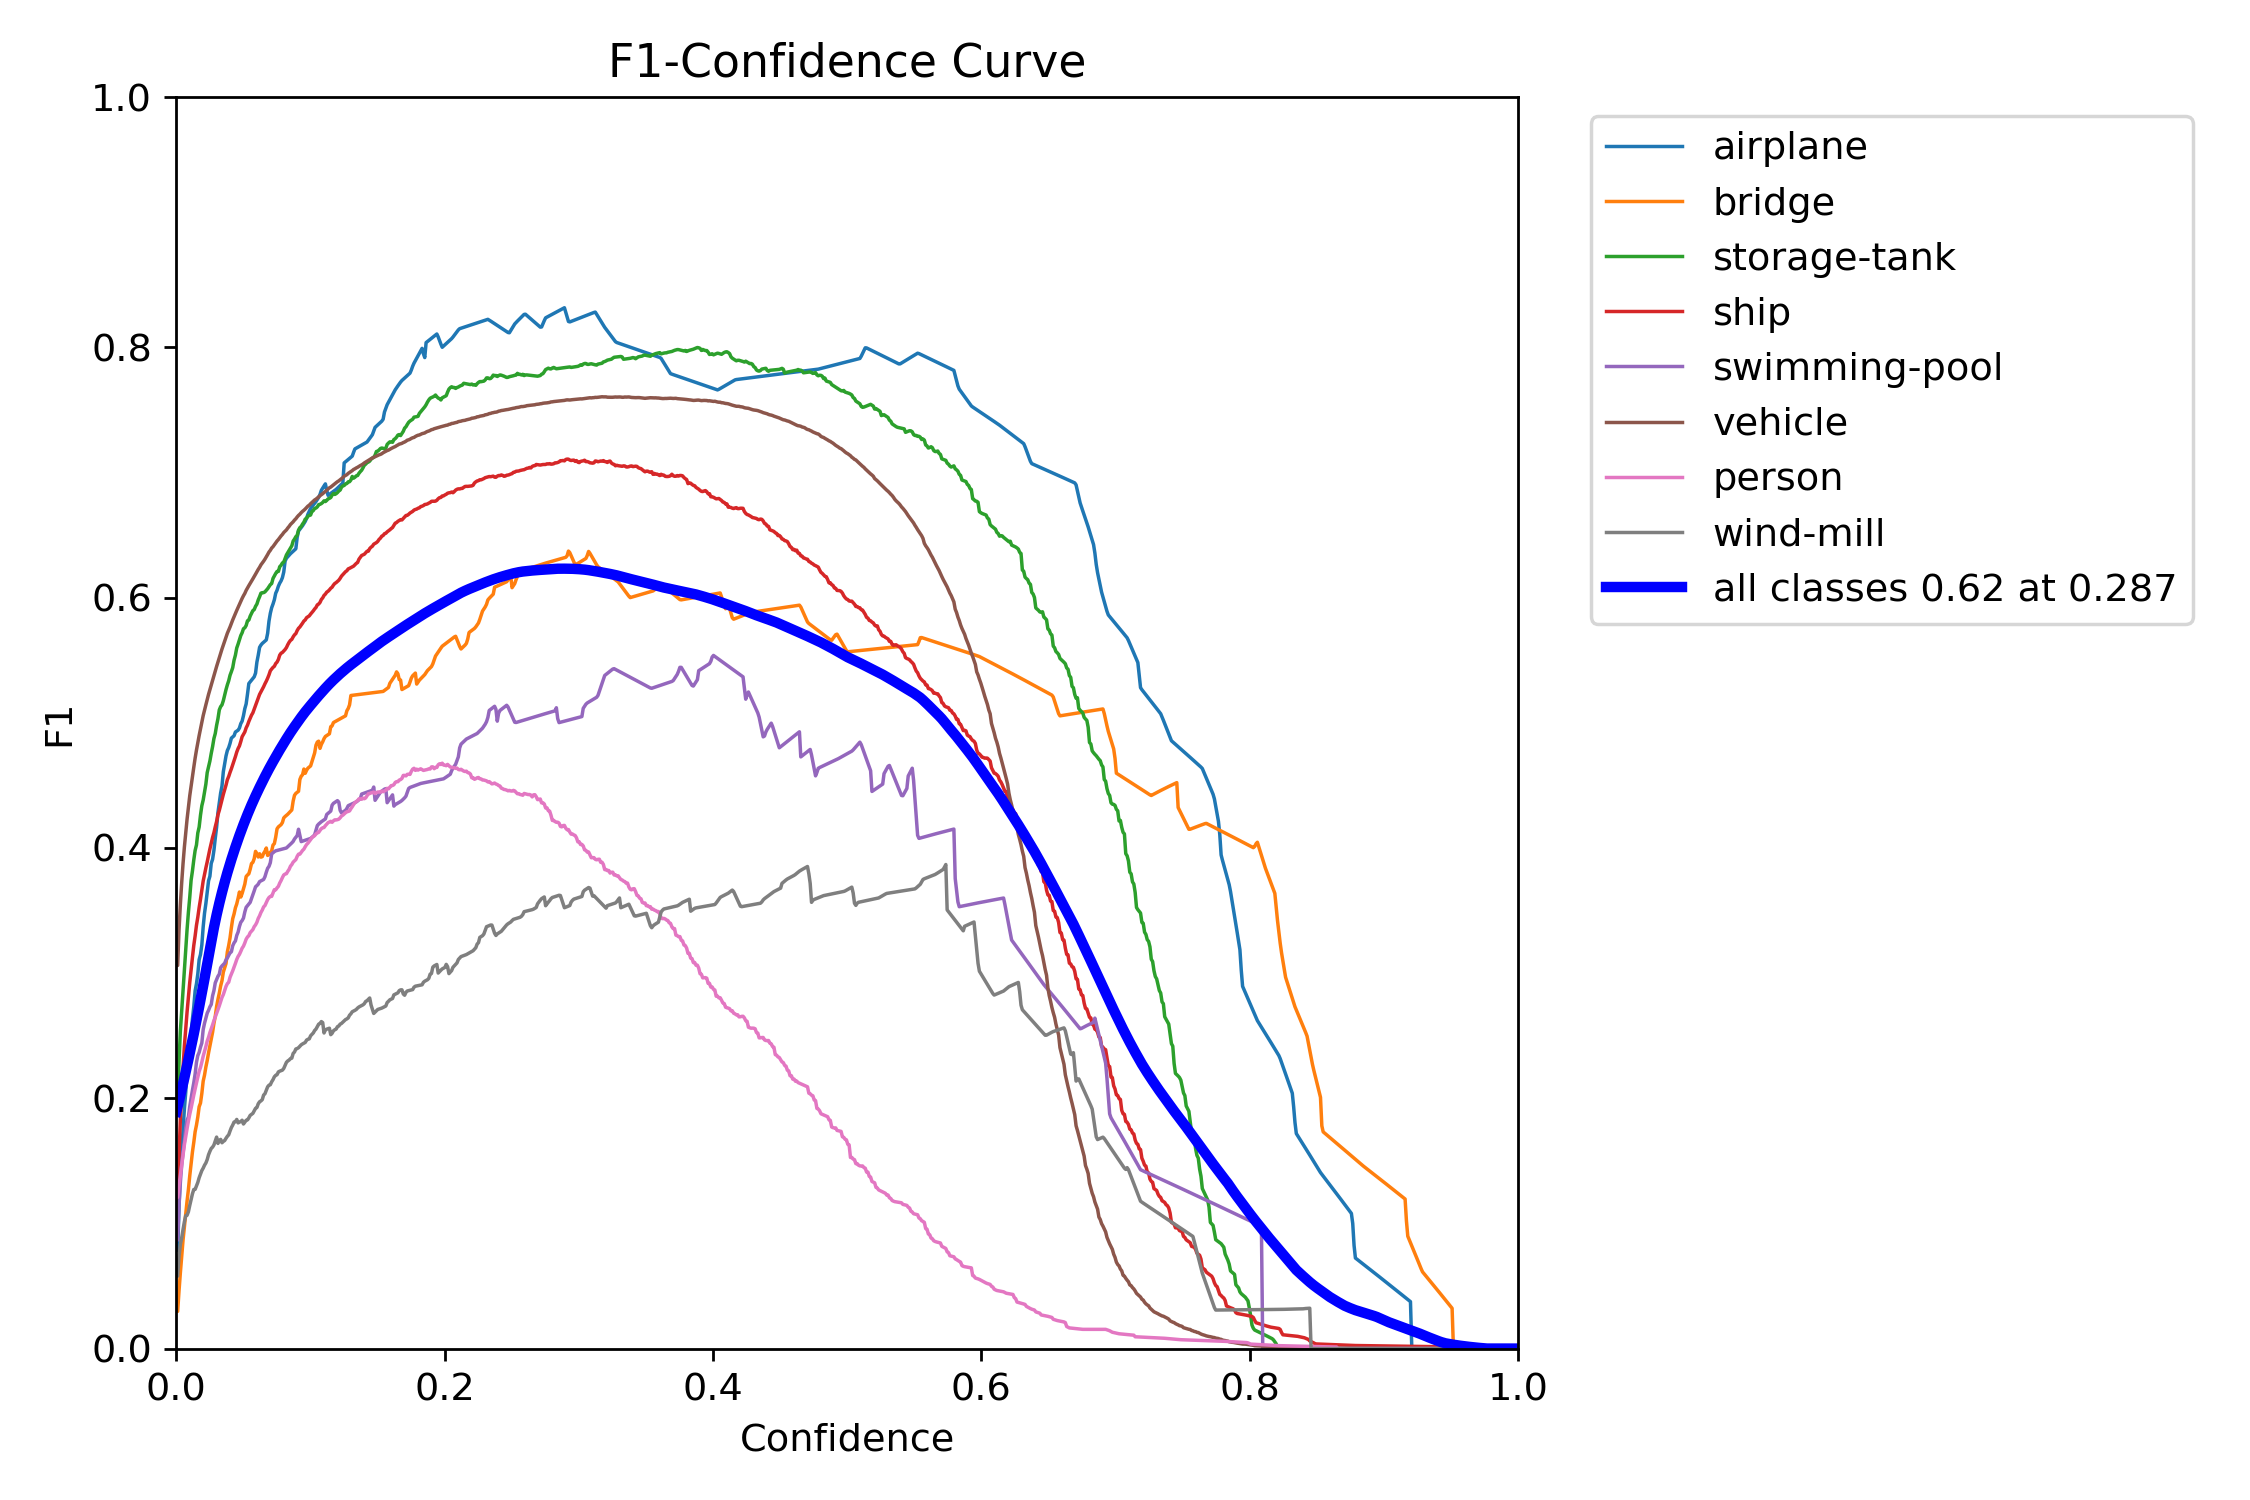 F1-Confidence Curve
1.0
0.8
0.6
0.4
0.2
0.0
F1
0.0 0.2 0.4 0.6 0.8 1.0
Confidence
airplane
bridge
storage-tank
ship
swimming-pool
vehicle
person
wind-mill
all classes 0.62 at 0.287